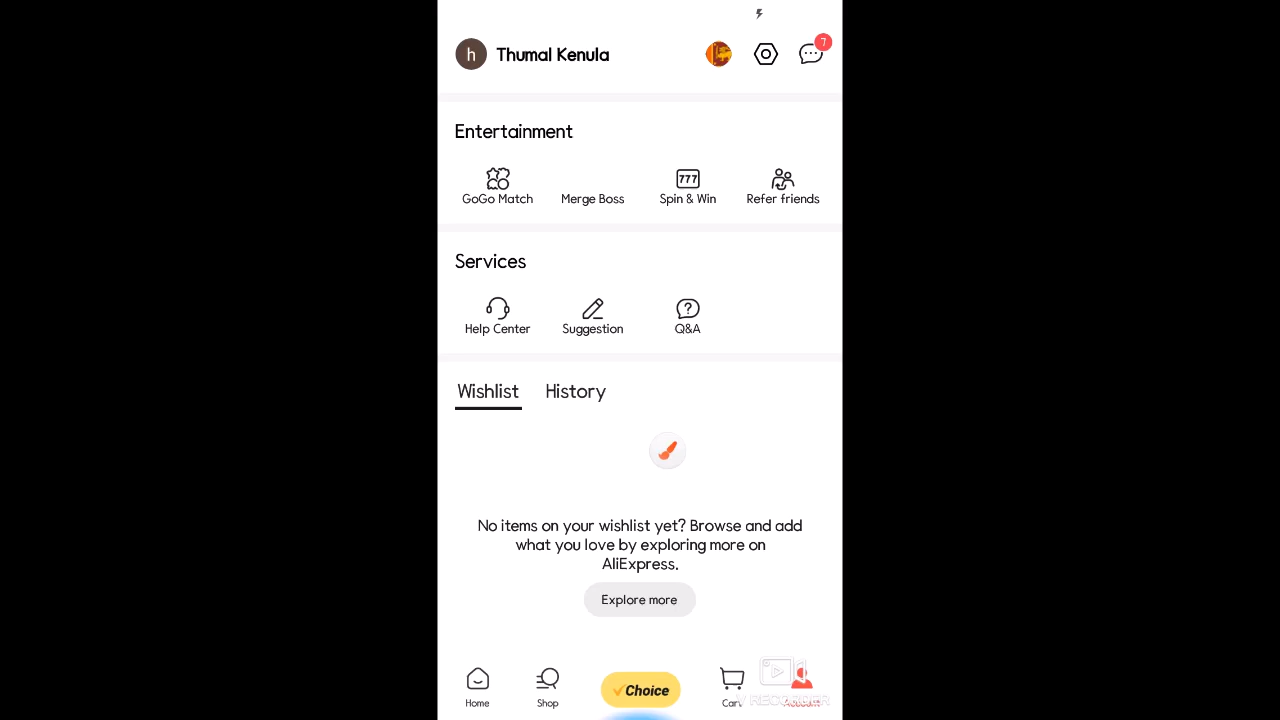 h Thumal Kenula 7
Entertainment
777
GoGo Match Merge Boss Spin & Win Refer friends
Services
Help Center Suggestion Q&A
Wishlist History
No items on your wishlist yet? Browse and add
what you love by exploring more on
AliExpress.
Explore more
Choice
Home Shop Cart Account
V RECORDER